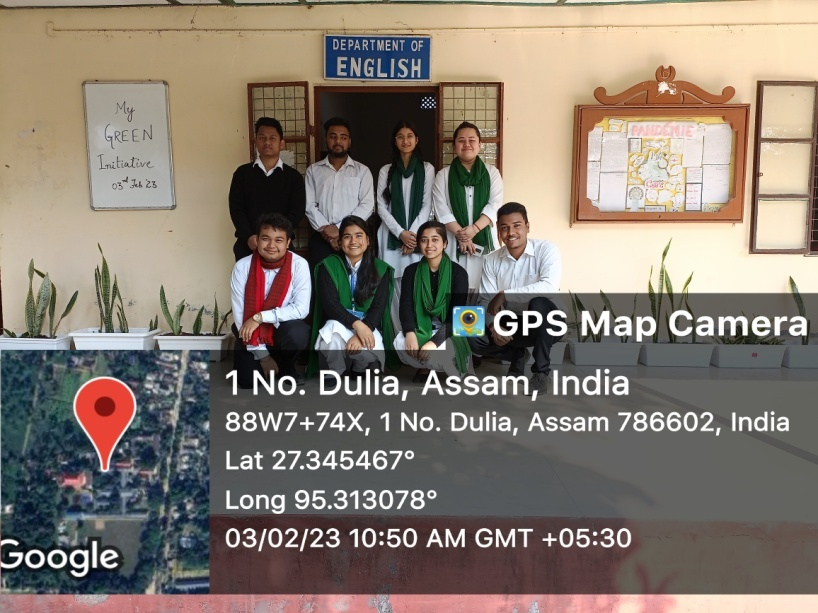 DEPARTMENT OF
ENGLISH
My
GREEN
Initiative
03rd Feb '23
PANDEMIC
GPS Map Camera
1 No. Dulia, Assam, India
88W7+74X, 1 No. Dulia, Assam 786602, India
Lat 27.345467°
Long 95.313078°
03/02/23 10:50 AM GMT +05:30
Google